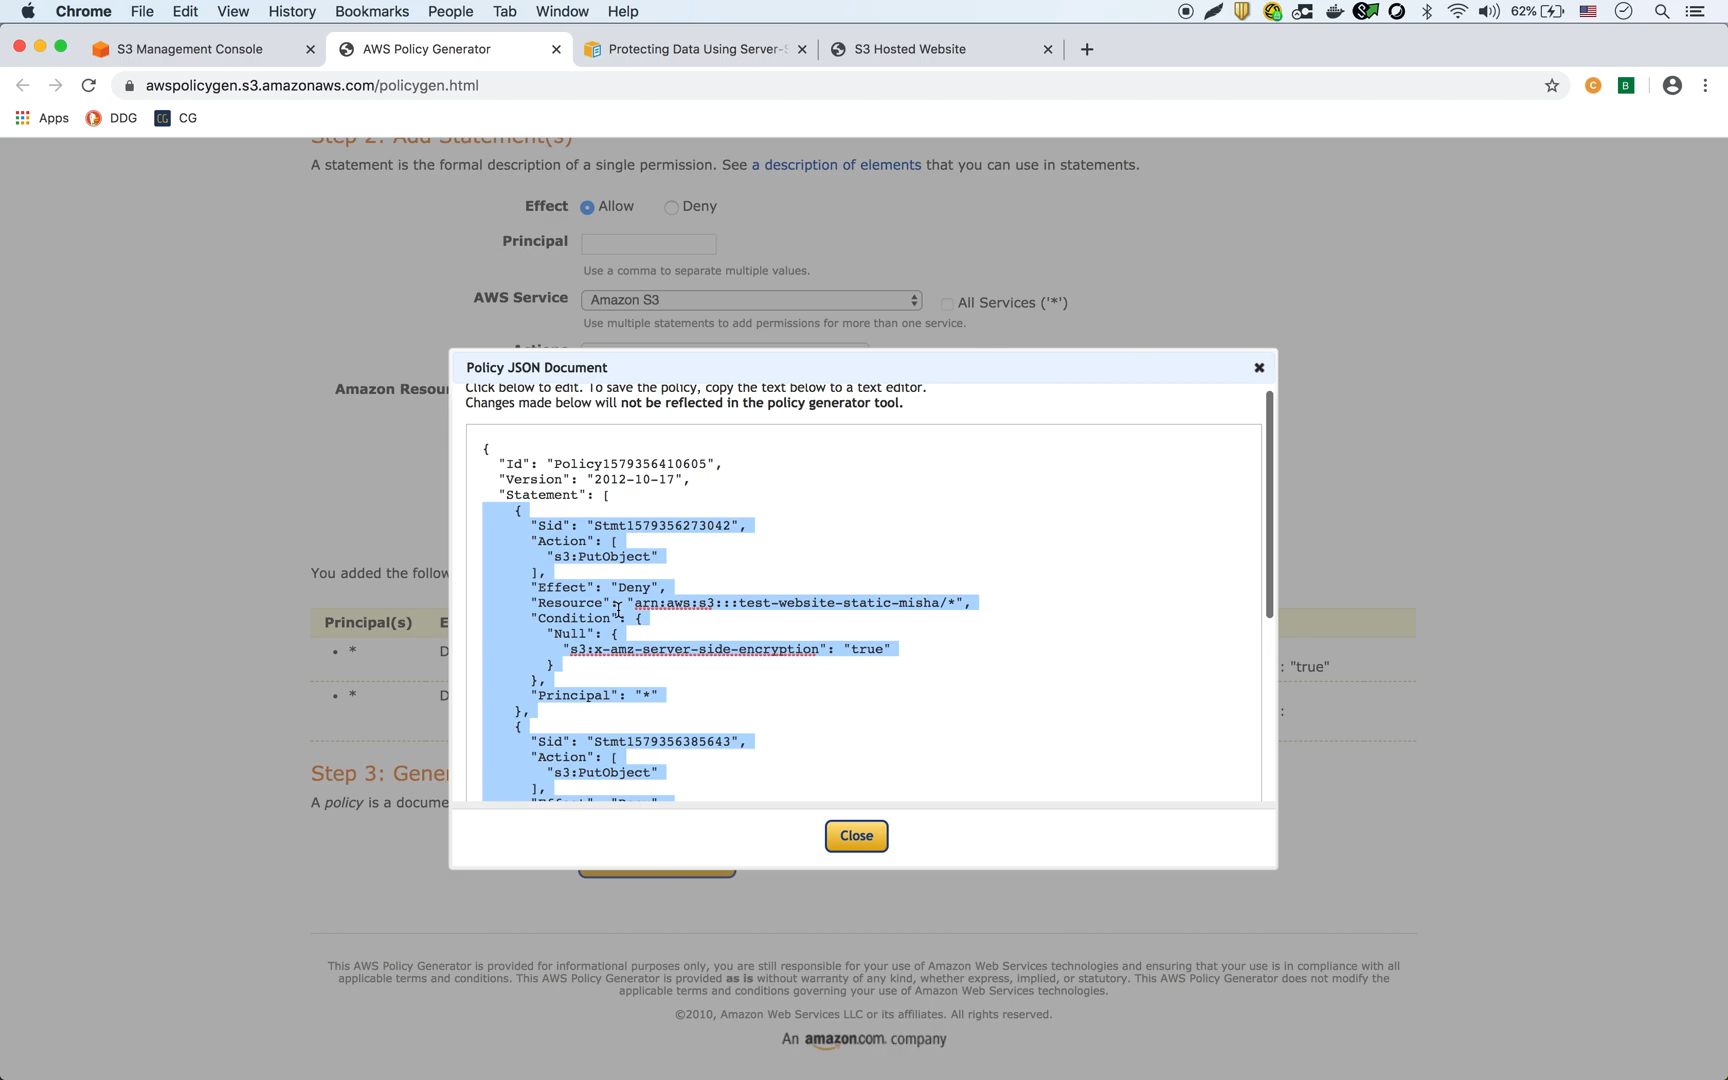 Chrome File Edit View History Bookmarks People Tab Window Help
62%
S3 Management Console
AWS Policy Generator
Protecting Data Using Server-S
S3 Hosted Website
awspolicygen.s3.amazonaws.com/policygen.html
C
B
Apps
DDG
CG CG
Step 2: Add Statement(s)
A statement is the formal description of a single permission. See a description of elements that you can use in statements.
Effect Allow Deny
Principal
Use a comma to separate multiple values.
AWS Service Amazon S3 All Services ('*')
Use multiple statements to add permissions for more than one service.
Actions
Amazon Resou
You added the follow
Principal(s) E
* D
: "true"
* D
:
Step 3: Gene
A policy is a docume
Policy JSON Document
Click below to edit. To save the policy, copy the text below to a text editor.
Changes made below will not be reflected in the policy generator tool.
{
"Id": "Policy1579356410605",
"Version": "2012-10-17",
"Statement": [
{
"Sid": "Stmt1579356273042",
"Action": [
"s3:PutObject"
],
"Effect": "Deny",
"Resource": "arn:aws:s3:::test-website-static-misha/*",
"Condition": {
"Null": {
"s3:x-amz-server-side-encryption": "true"
}
},
"Principal": "*"
},
{
"Sid": "Stmt1579356385643",
"Action": [
"s3:PutObject"
],
"Effect": "Deny",
Close
This AWS Policy Generator is provided for informational purposes only, you are still responsible for your use of Amazon Web Services technologies and ensuring that your use is in compliance with all
applicable terms and conditions. This AWS Policy Generator is provided as is without warranty of any kind, whether express, implied, or statutory. This AWS Policy Generator does not modify the
applicable terms and conditions governing your use of Amazon Web Services technologies.
©2010, Amazon Web Services LLC or its affiliates. All rights reserved.
An amazon.com company